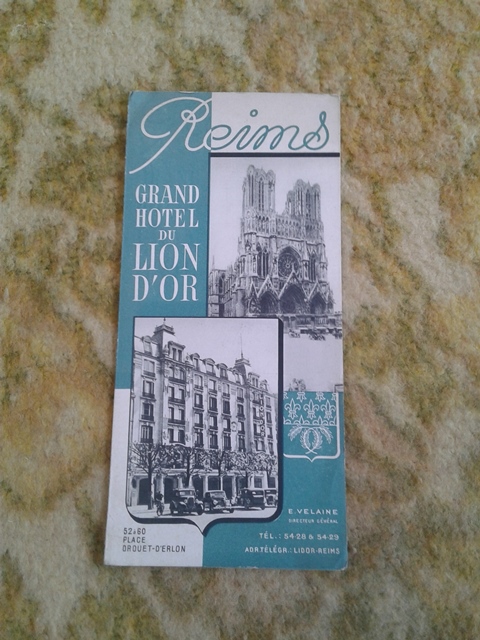 Reims
GRAND
HOTEL
DU
LION
D'OR
E. VELAINE
DIRECTEUR GÉNÉRAL
52 à 60
PLACE
DROUET-D'ERLON
TÉL.: 54-28 & 54-29
ADR.TÉLÉGR.: LIDOR-REIMS